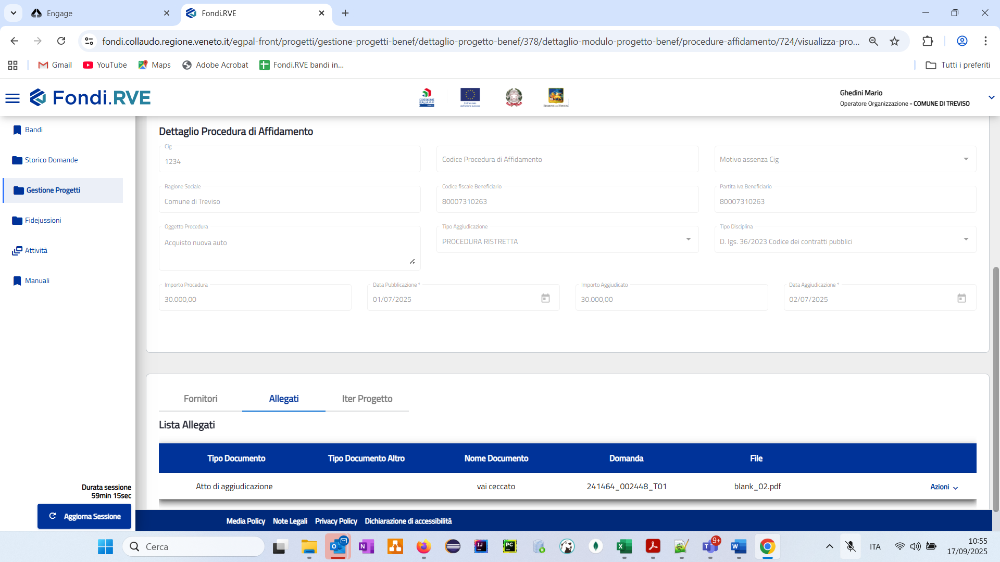 Engage
Fondi.RVE
fondi.collaudo.regione.veneto.it/egpal-front/progetti/gestione-progetti-benef/dettaglio-progetto-benef/378/dettaglio-modulo-progetto-benef/procedure-affidamento/724/visualizza-pro...
Gmail
YouTube
Maps
Adobe Acrobat
Fondi.RVE bandi in...
Tutti i preferiti
Fondi.RVE
Ghedini Mario
Operatore Organizzazione - COMUNE DI TREVISO
Bandi
Storico Domande
Gestione Progetti
Fidejussioni
Attività
Manuali
Durata sessione
59min 15sec
Aggiorna Sessione
Dettaglio Procedura di Affidamento
Cig
1234
Codice Procedura di Affidamento
Motivo assenza Cig
Ragione Sociale
Comune di Treviso
Codice fiscale Beneficiario
80007310263
Partita Iva Beneficiario
80007310263
Oggetto Procedura
Acquisto nuova auto
Tipo Aggiudicazione
PROCEDURA RISTRETTA
Tipo Disciplina
D. lgs. 36/2023 Codice dei contratti pubblici
Importo Procedura
30.000,00
Data Pubblicazione *
01/07/2025
Importo Aggiudicato
30.000,00
Data Aggiudicazione *
02/07/2025
Fornitori
Allegati
Iter Progetto
Lista Allegati
Tipo Documento
Tipo Documento Altro
Nome Documento
Domanda
File
Atto di aggiudicazione
vai ceccato
241464_002448_T01
blank_02.pdf
Azioni
Media Policy
Note Legali
Privacy Policy
Dichiarazione di accessibilità
Cerca
9+
ITA
10:55
17/09/2025